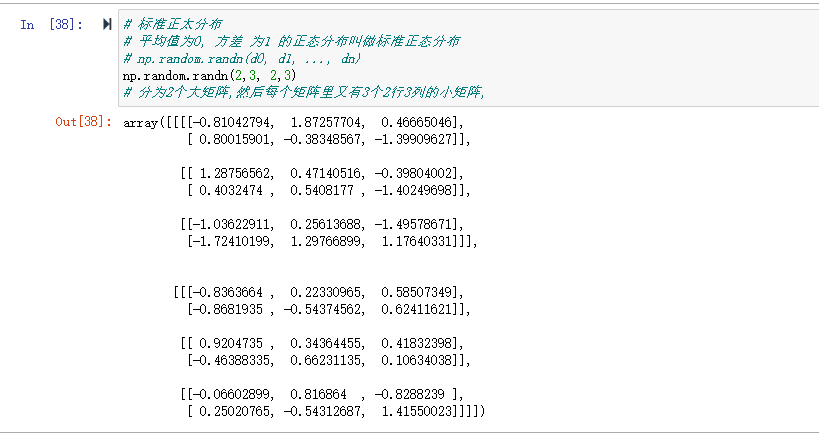 In [38]: # 标准正太分布
# 平均值为0, 方差 为1 的正态分布叫做标准正态分布
# np.random.randn(d0, d1, ..., dn)
np.random.randn(2,3, 2,3)
# 分为2个大矩阵,然后每个矩阵里又有3个2行3列的小矩阵,
Out[38]: array([[[[-0.81042794, 1.87257704, 0.46665046],
[ 0.80015901, -0.38348567, -1.39909627]],
[[ 1.28756562, 0.47140516, -0.39804002],
[ 0.4032474 , 0.5408177 , -1.40249698]],
[[-1.03622911, 0.25613688, -1.49578671],
[-1.72410199, 1.29766899, 1.17640331]]],
[[[-0.8363664 , 0.22330965, 0.58507349],
[-0.8681935 , -0.54374562, 0.62411621]],
[[ 0.9204735 , 0.34364455, 0.41832398],
[-0.46388335, 0.66231135, 0.10634038]],
[[-0.06602899, 0.816864 , -0.8288239 ],
[ 0.25020765, -0.54312687, 1.41550023]]]])